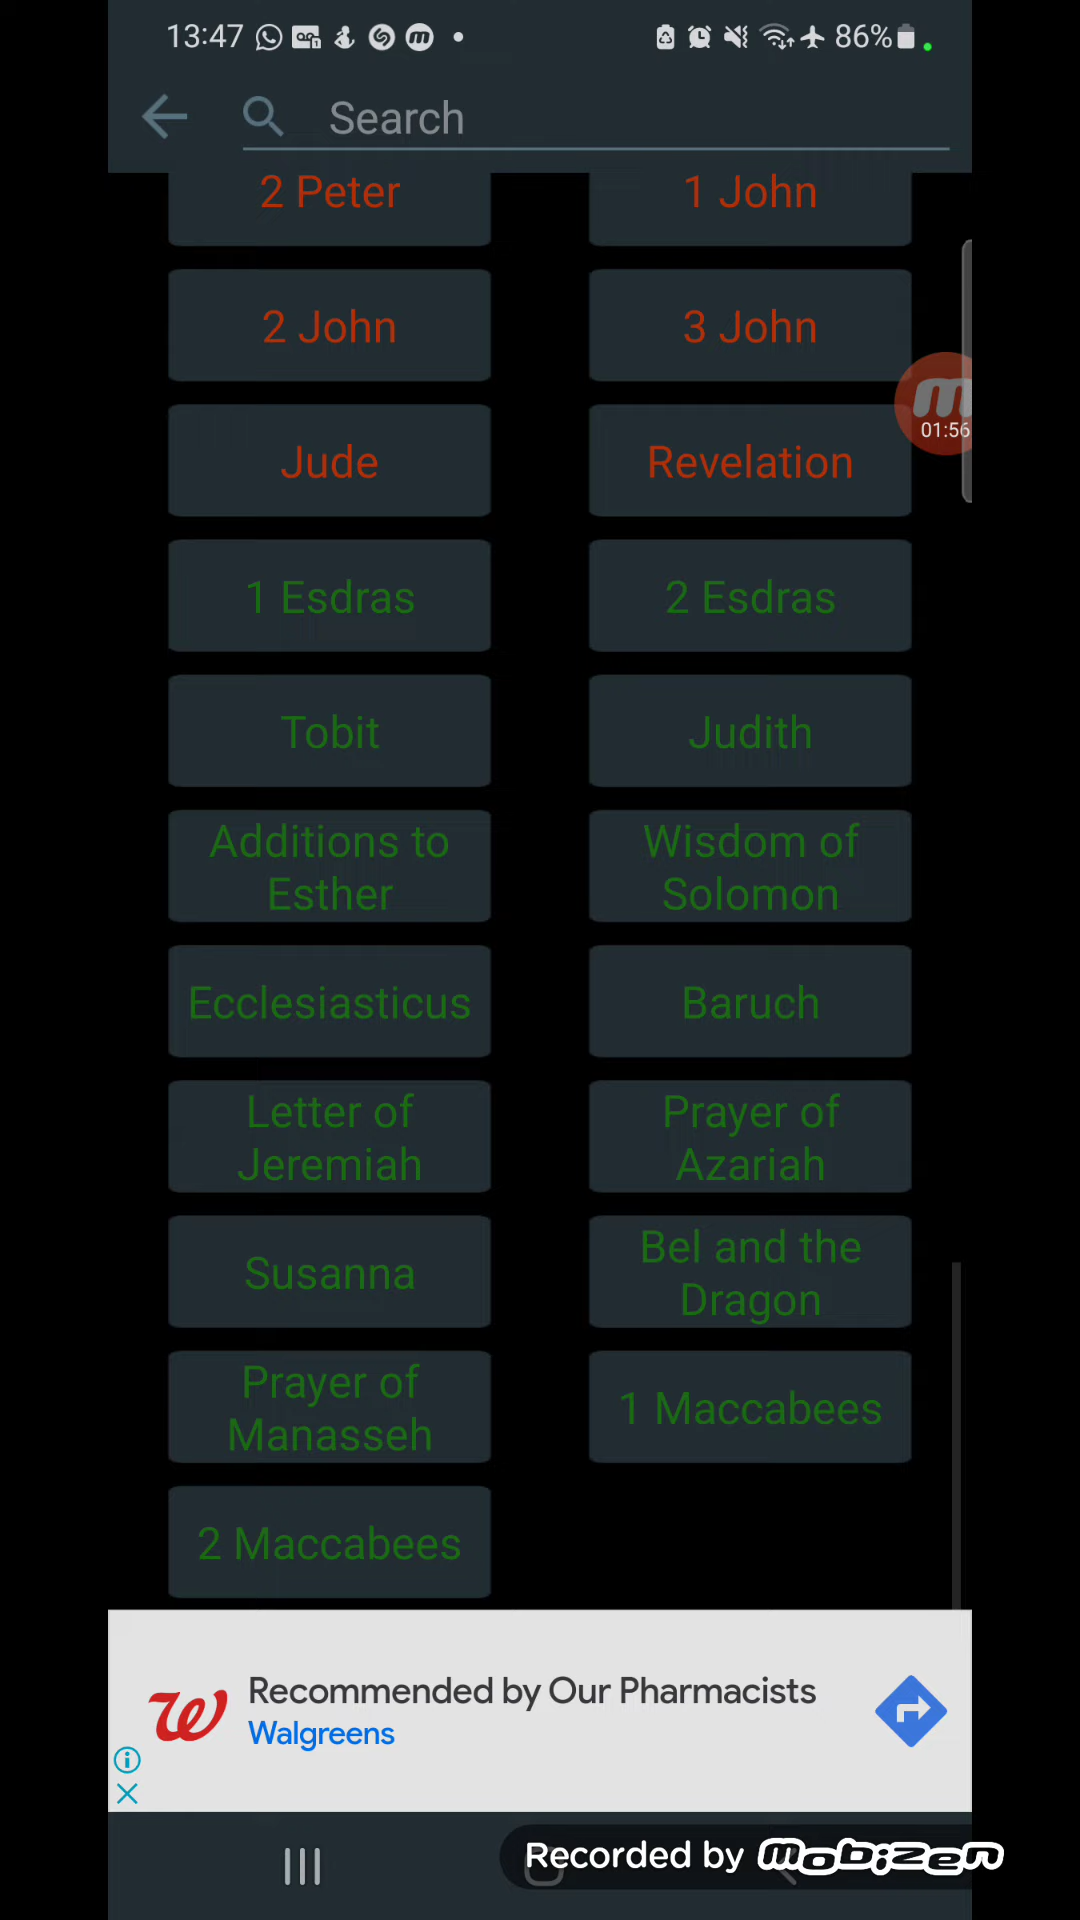 13:47
86%
Search
2 Peter
1 John
2 John
3 John
01:56
Jude
Revelation
1 Esdras
2 Esdras
Tobit
Judith
Additions to
Esther
Wisdom of
Solomon
Ecclesiasticus
Baruch
Letter of
Jeremiah
Prayer of
Azariah
Susanna
Bel and the
Dragon
Prayer of
Manasseh
1 Maccabees
2 Maccabees
Recommended by Our Pharmacists
Walgreens
Recorded by mobizen